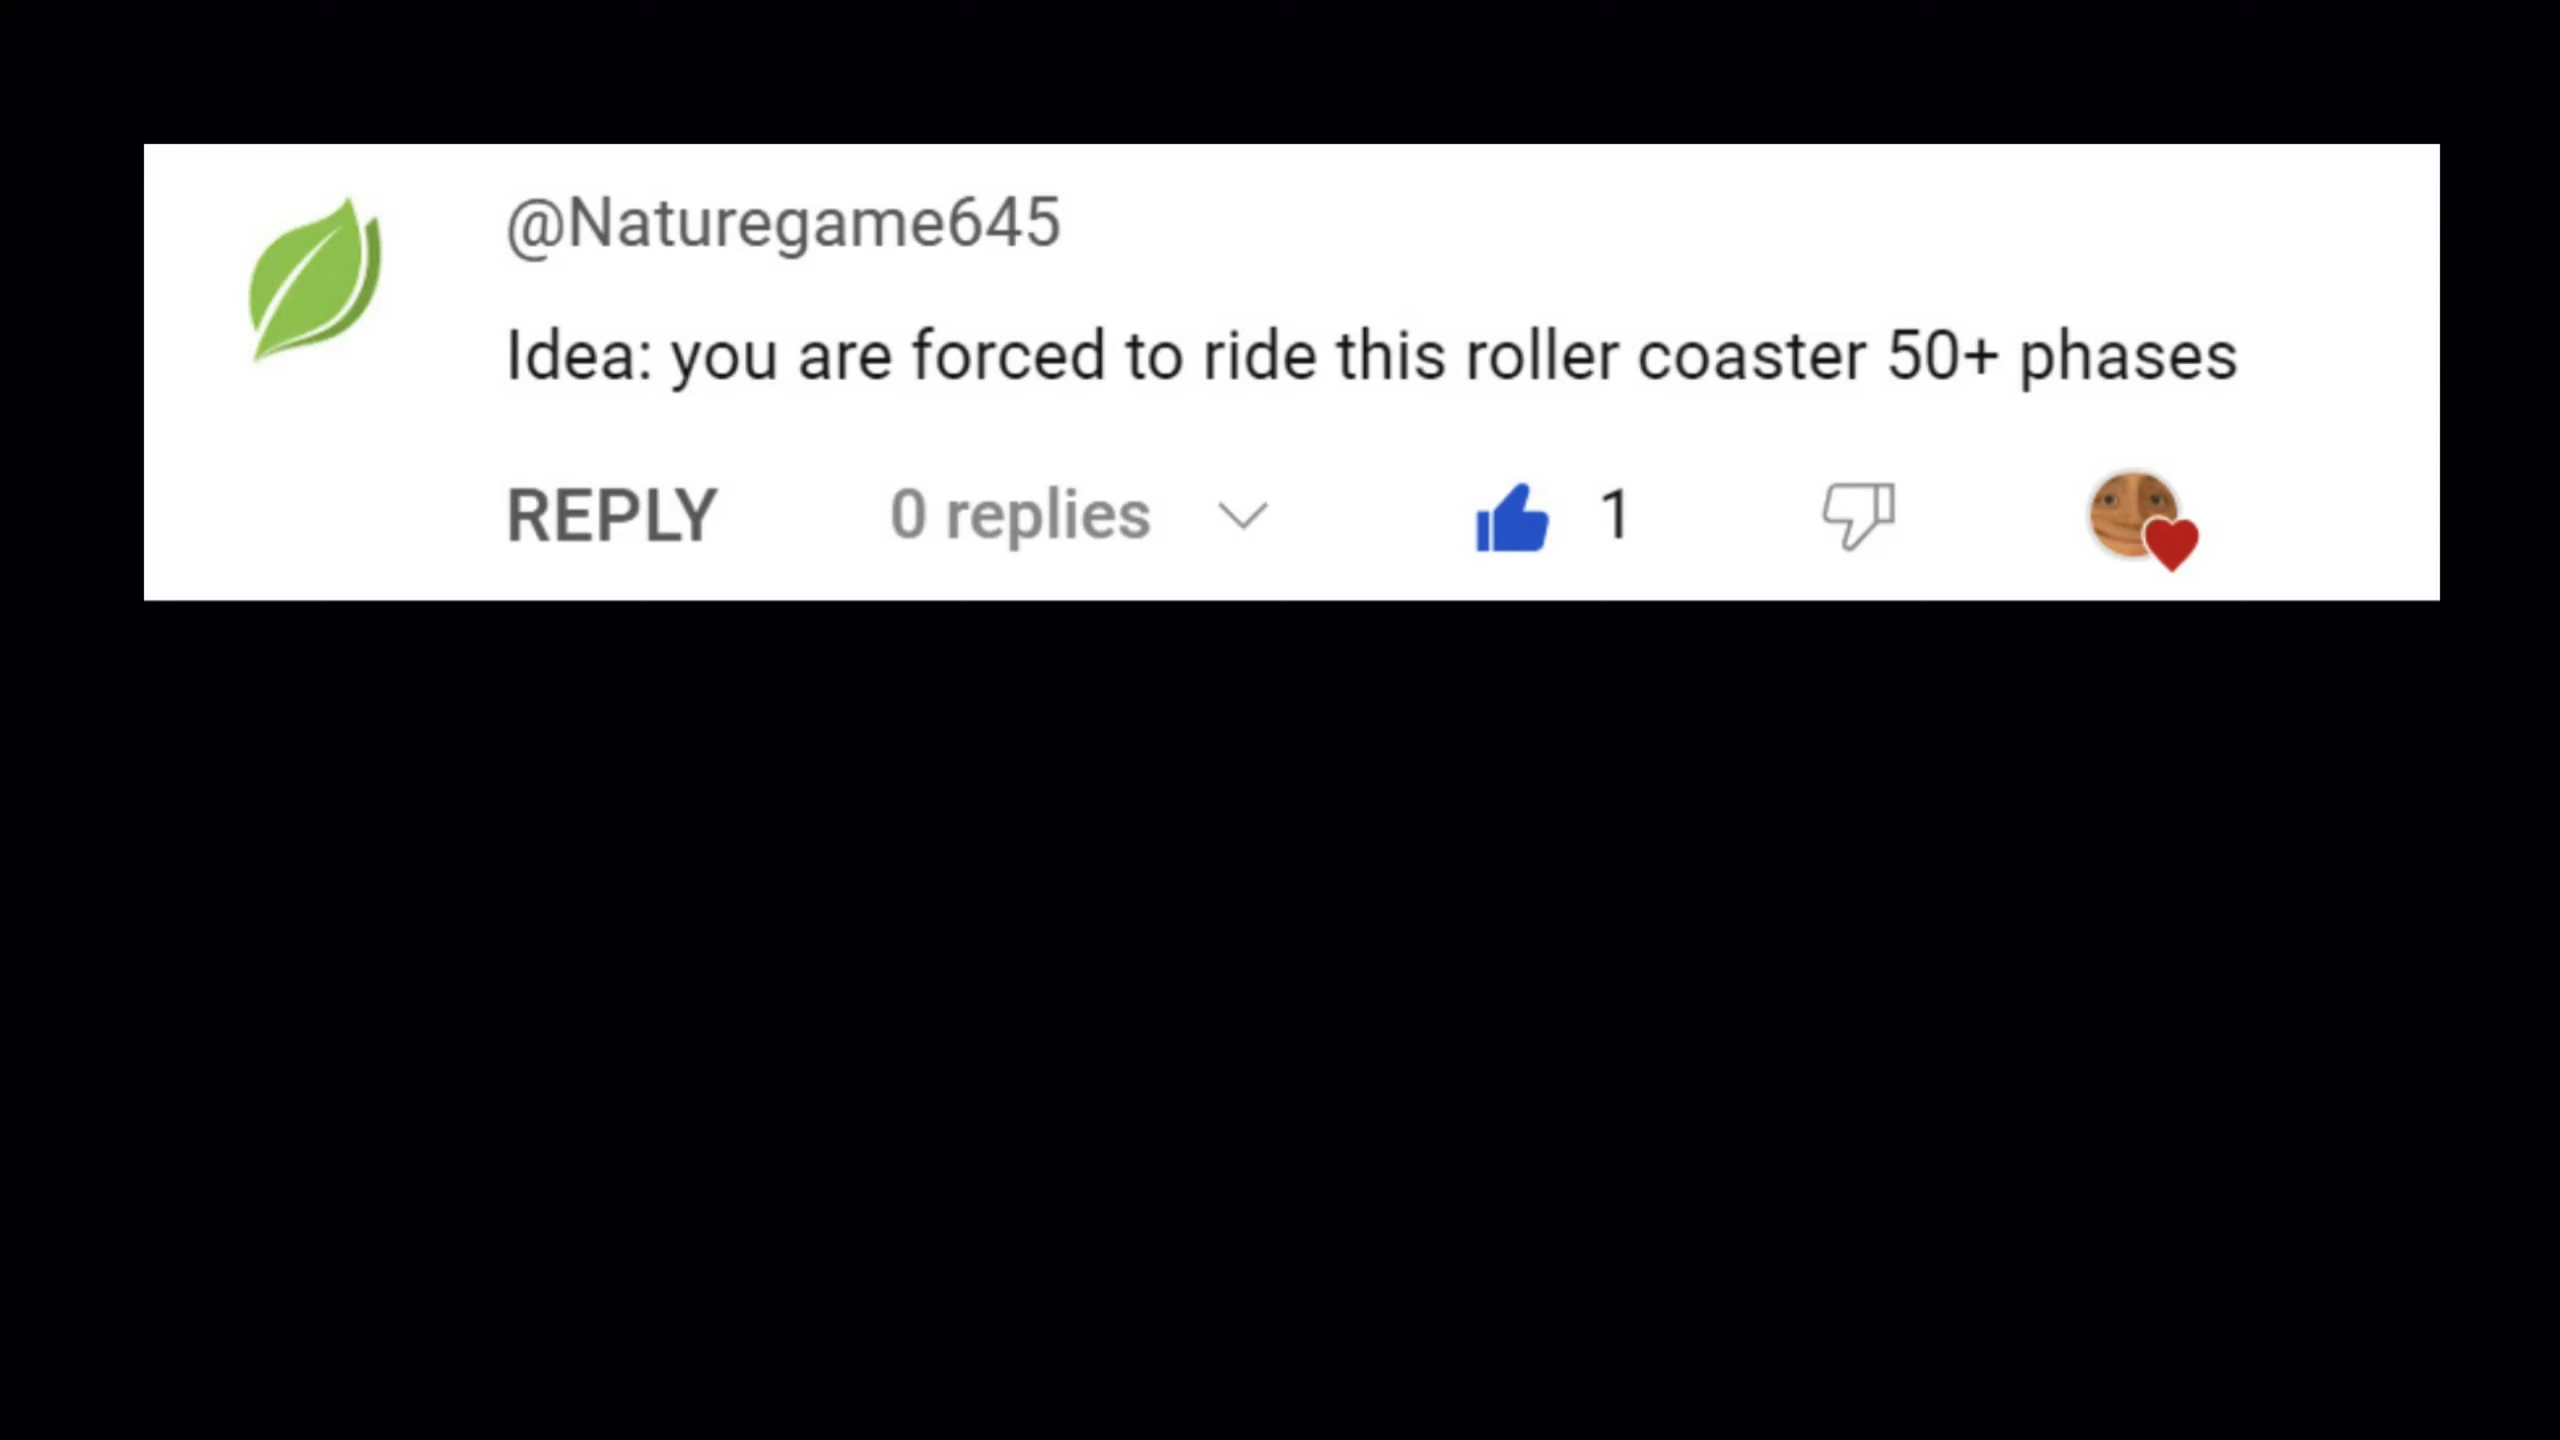 @Naturegame645
Idea: you are forced to ride this roller coaster 50+ phases
REPLY 0 replies 1